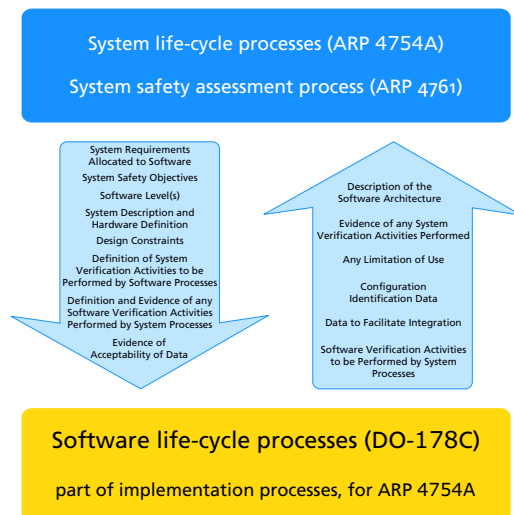 System life-cycle processes (ARP 4754A)
System safety assessment process (ARP 4761)
System Requirements
Allocated to Software
System Safety Objectives
Software Level(s)
System Description and
Hardware Definition
Design Constraints
Definition of System
Verification Activities to be
Performed by Software Processes
Definition and Evidence of any
Software Verification Activities
Performed by System Processes
Evidence of
Acceptability of Data
Description of the
Software Architecture
Evidence of any System
Verification Activities Performed
Any Limitation of Use
Configuration
Identification Data
Data to Facilitate Integration
Software Verification Activities
to be Performed by System
Processes
Software life-cycle processes (DO-178C)
part of implementation processes, for ARP 4754A